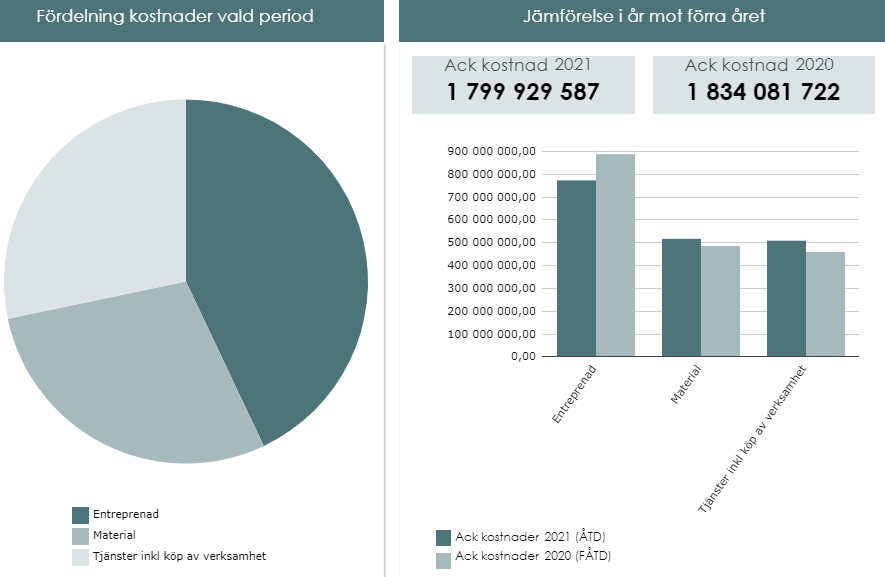 Fördelning kostnader vald period
Entreprenad
Material
Tjänster inkl köp av verksamhet
Jämförelse i år mot förra året
Ack kostnad 2021
1 799 929 587
Ack kostnad 2020
1 834 081 722
900 000 000,00
800 000 000,00
700 000 000,00
600 000 000,00
500 000 000,00
400 000 000,00
300 000 000,00
200 000 000,00
100 000 000,00
0,00
Entreprenad
Material
Tjänster inkl köp av verksamhet
Ack kostnader 2021 (ÅTD)
Ack kostnader 2020 (FÅTD)